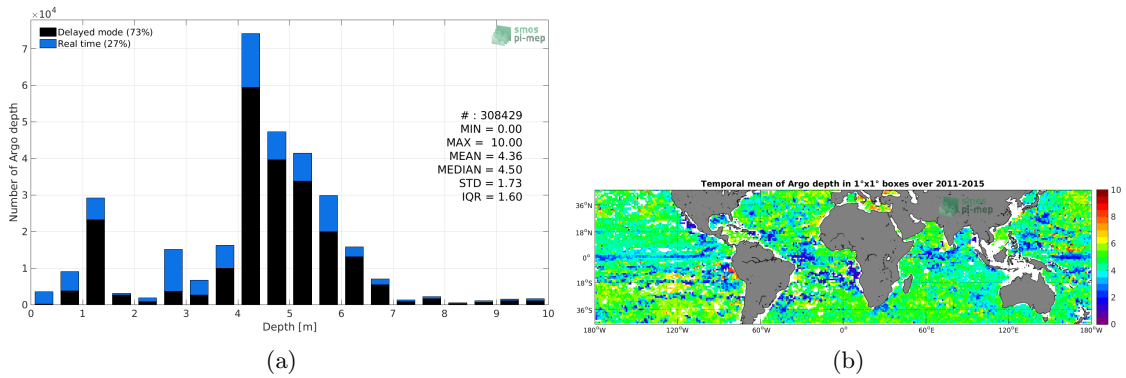 ×10⁴
Delayed mode (73%)
Real time (27%)
smos
pi-mep
7
6
5
4
3
2
1
0
Number of Argo depth
# : 308429
MIN = 0.00
MAX = 10.00
MEAN = 4.36
MEDIAN = 4.50
STD = 1.73
IQR = 1.60
0 1 2 3 4 5 6 7 8 9 10
Depth [m]
(a)
Temporal mean of Argo depth in 1°x1° boxes over 2011-2015
smos
pi-mep
36°N
18°N
0°
18°S
36°S
180°W 120°W 60°W 0° 60°E 120°E 180°W
10
8
6
4
2
0
(b)